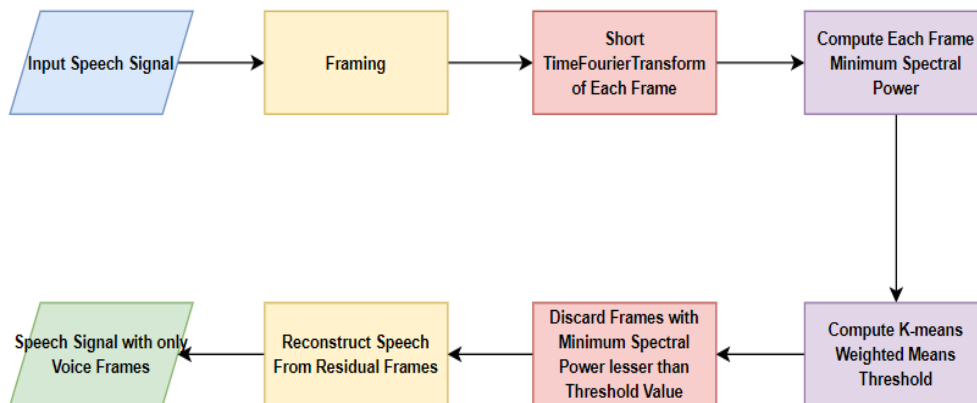 Input Speech Signal
Framing
Short
TimeFourierTransform
of Each Frame
Compute Each Frame
Minimum Spectral
Power
Compute K-means
Weighted Means
Threshold
Discard Frames with
Minimum Spectral
Power lesser than
Threshold Value
Reconstruct Speech
From Residual Frames
Speech Signal with only
Voice Frames